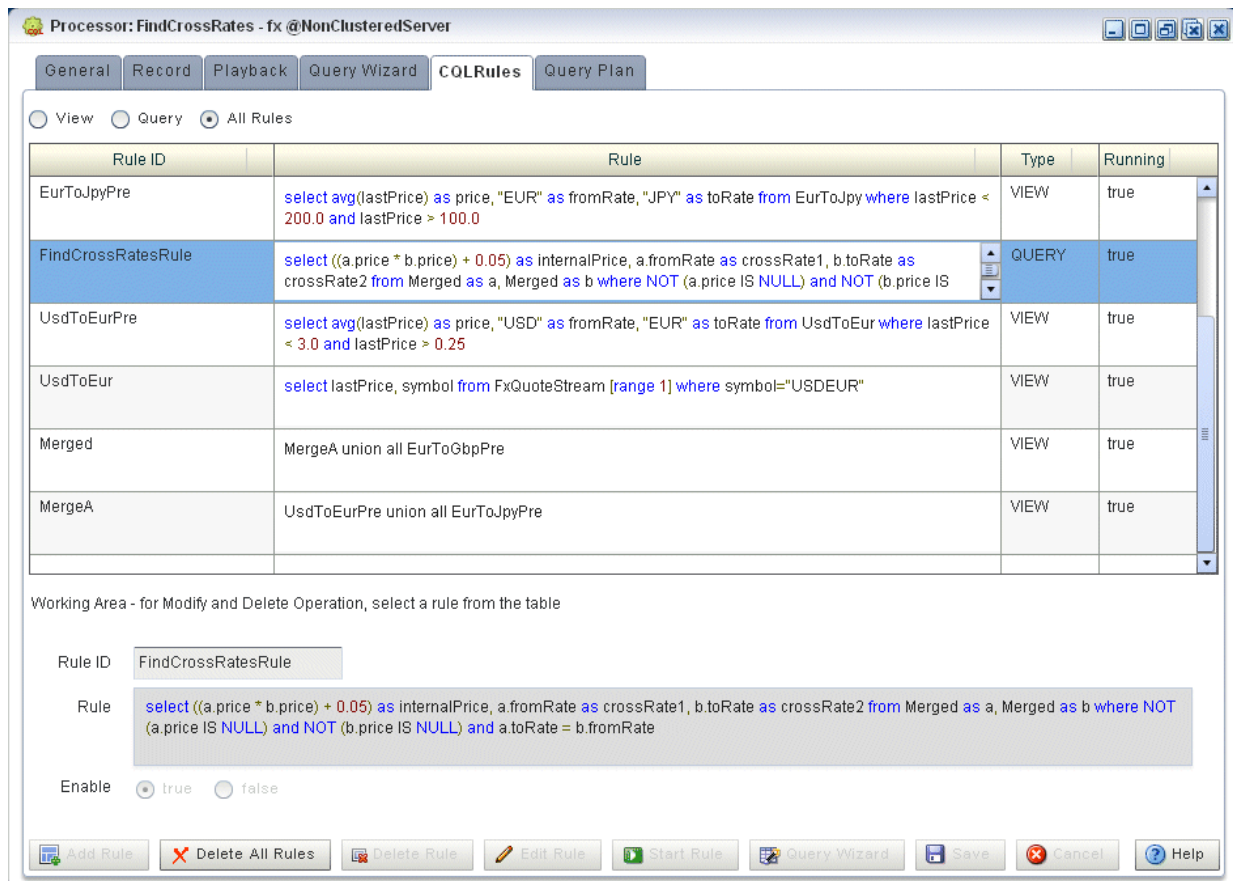 Processor: FindCrossRates - fx @NonClusteredServer
General Record Playback Query Wizard CQLRules Query Plan
View Query All Rules
Rule ID Rule Type Running
EurToJpyPre select avg(lastPrice) as price, "EUR" as fromRate, "JPY" as toRate from EurToJpy where lastPrice < VIEW true
200.0 and lastPrice > 100.0
FindCrossRatesRule select ((a.price * b.price) + 0.05) as internalPrice, a.fromRate as crossRate1, b.toRate as QUERY true
crossRate2 from Merged as a, Merged as b where NOT (a.price IS NULL) and NOT (b.price IS
UsdToEurPre select avg(lastPrice) as price, "USD" as fromRate, "EUR" as toRate from UsdToEur where lastPrice VIEW true
< 3.0 and lastPrice > 0.25
UsdToEur select lastPrice, symbol from FxQuoteStream [range 1] where symbol="USDEUR" VIEW true
Merged MergeA union all EurToGbpPre VIEW true
MergeA UsdToEurPre union all EurToJpyPre VIEW true
Working Area - for Modify and Delete Operation, select a rule from the table
Rule ID FindCrossRatesRule
Rule select ((a.price * b.price) + 0.05) as internalPrice, a.fromRate as crossRate1, b.toRate as crossRate2 from Merged as a, Merged as b where NOT
(a.price IS NULL) and NOT (b.price IS NULL) and a.toRate = b.fromRate
Enable true false
Add Rule Delete All Rules Delete Rule Edit Rule Start Rule Query Wizard Save Cancel Help